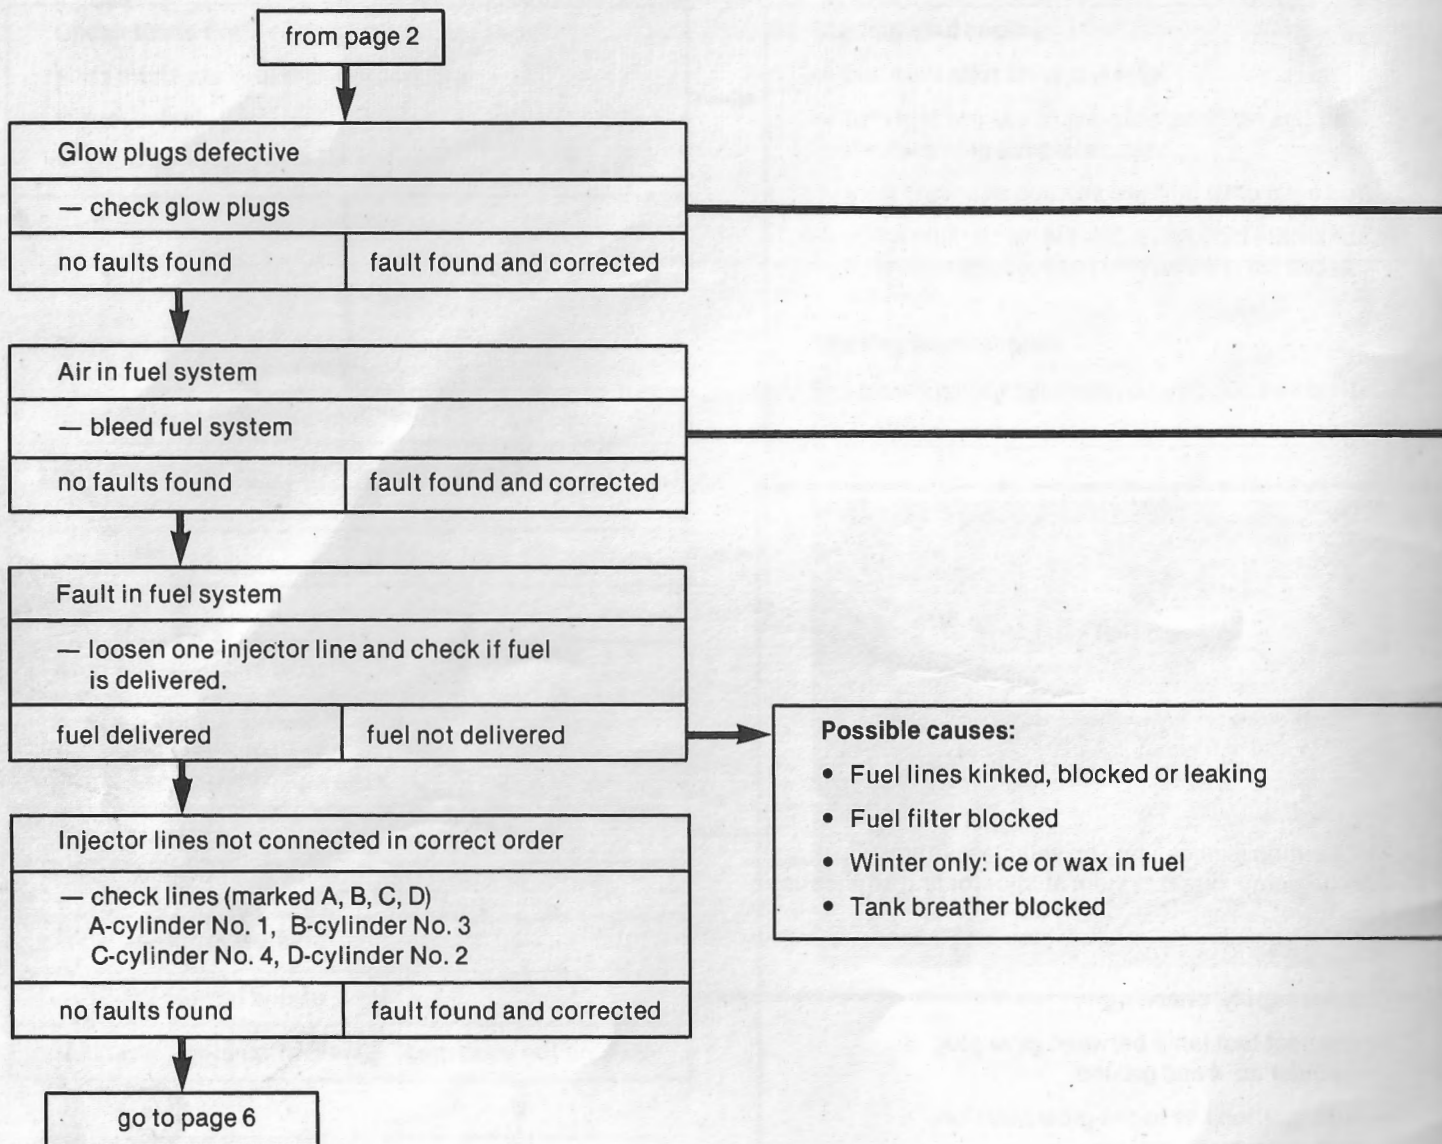 from page 2
Glow plugs defective
— check glow plugs
no faults found
fault found and corrected
Air in fuel system
— bleed fuel system
no faults found
fault found and corrected
Fault in fuel system
— loosen one injector line and check if fuel
is delivered.
fuel delivered
fuel not delivered
Possible causes:
• Fuel lines kinked, blocked or leaking
• Fuel filter blocked
• Winter only: ice or wax in fuel
• Tank breather blocked
Injector lines not connected in correct order
— check lines (marked A, B, C, D)
A-cylinder No. 1, B-cylinder No. 3
C-cylinder No. 4, D-cylinder No. 2
no faults found
fault found and corrected
go to page 6